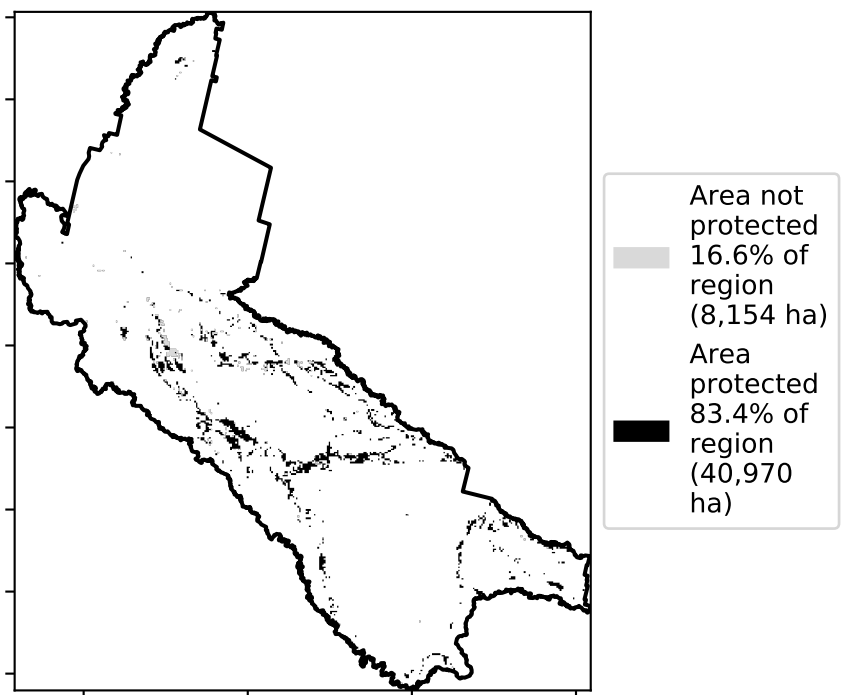 Area not
protected
16.6% of
region
(8,154 ha)
Area
protected
83.4% of
region
(40,970
ha)